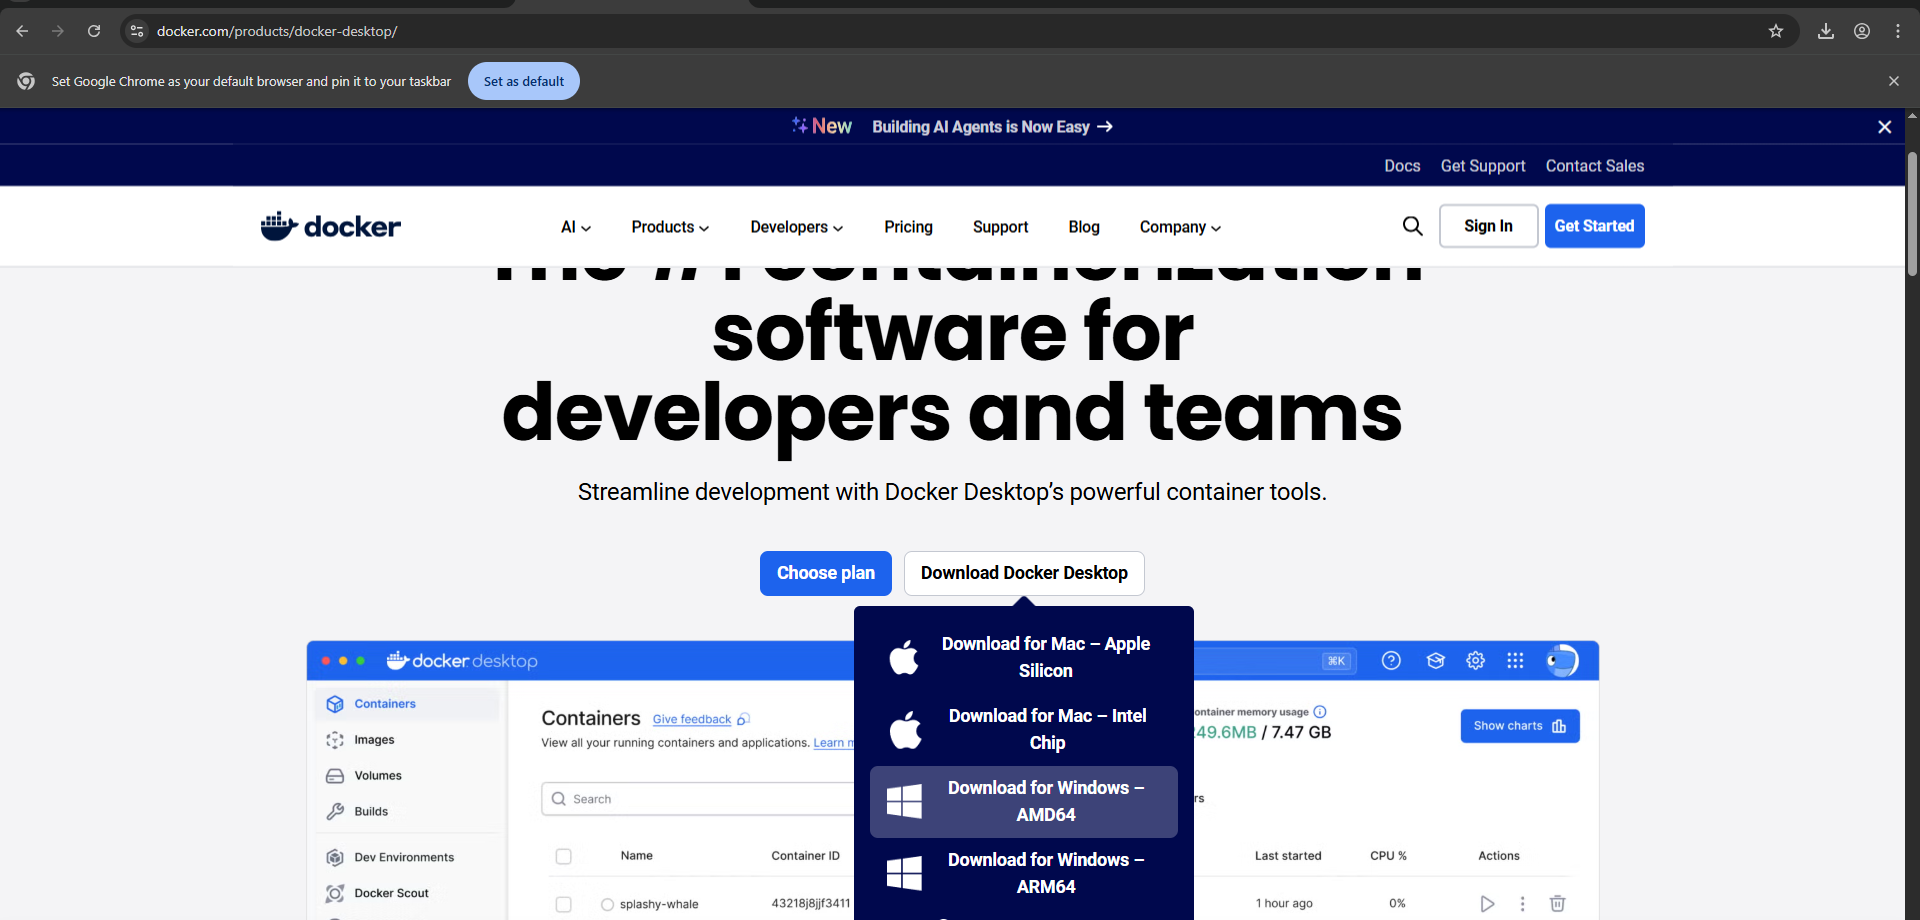 docker.com/products/docker-desktop/
Set Google Chrome as your default browser and pin it to your taskbar
Set as default
New Building AI Agents is Now Easy →
Docs Get Support Contact Sales
docker
AI Products Developers Pricing Support Blog Company
Sign In
Get Started
The #1 containerization
software for
developers and teams
Streamline development with Docker Desktop’s powerful container tools.
Choose plan
Download Docker Desktop
Download for Mac – Apple
Silicon
Download for Mac – Intel
Chip
Download for Windows –
AMD64
Download for Windows –
ARM64
docker desktop
⌘K
Containers
Images
Volumes
Builds
Dev Environments
Docker Scout
Containers Give feedback
View all your running containers and applications. Learn
ontainer memory usage
49.6MB / 7.47 GB
Show charts
Search
rs
Name Container ID Last started CPU % Actions
splashy-whale 43218j8jjf3411 1 hour ago 0%